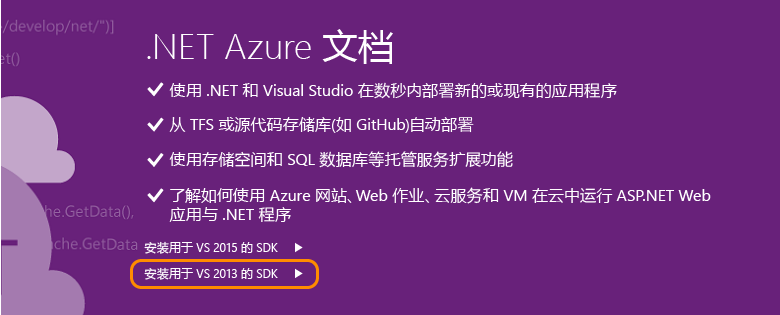 e/develop/net/")]
et()
.NET Azure 文档
使用 .NET 和 Visual Studio 在数秒内部署新的或现有的应用程序
从 TFS 或源代码存储库(如 GitHub)自动部署
使用存储空间和 SQL 数据库等托管服务扩展功能
了解如何使用 Azure 网站、Web 作业、云服务和 VM 在云中运行 ASP.NET Web
应用与 .NET 程序
che.GetData(),
ache.GetData
安装用于 VS 2015 的 SDK
安装用于 VS 2013 的 SDK